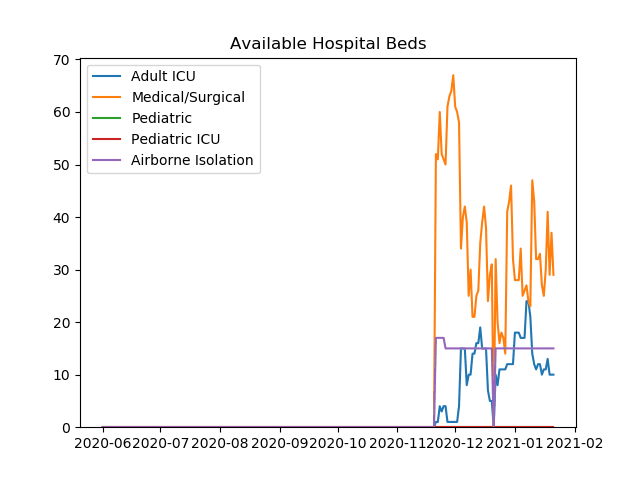 Available Hospital Beds
70
60
50
40
30
20
10
0
Adult ICU
Medical/Surgical
Pediatric
Pediatric ICU
Airborne Isolation
2020-06 2020-07 2020-08 2020-09 2020-10 2020-11 2020-12 2021-01 2021-02